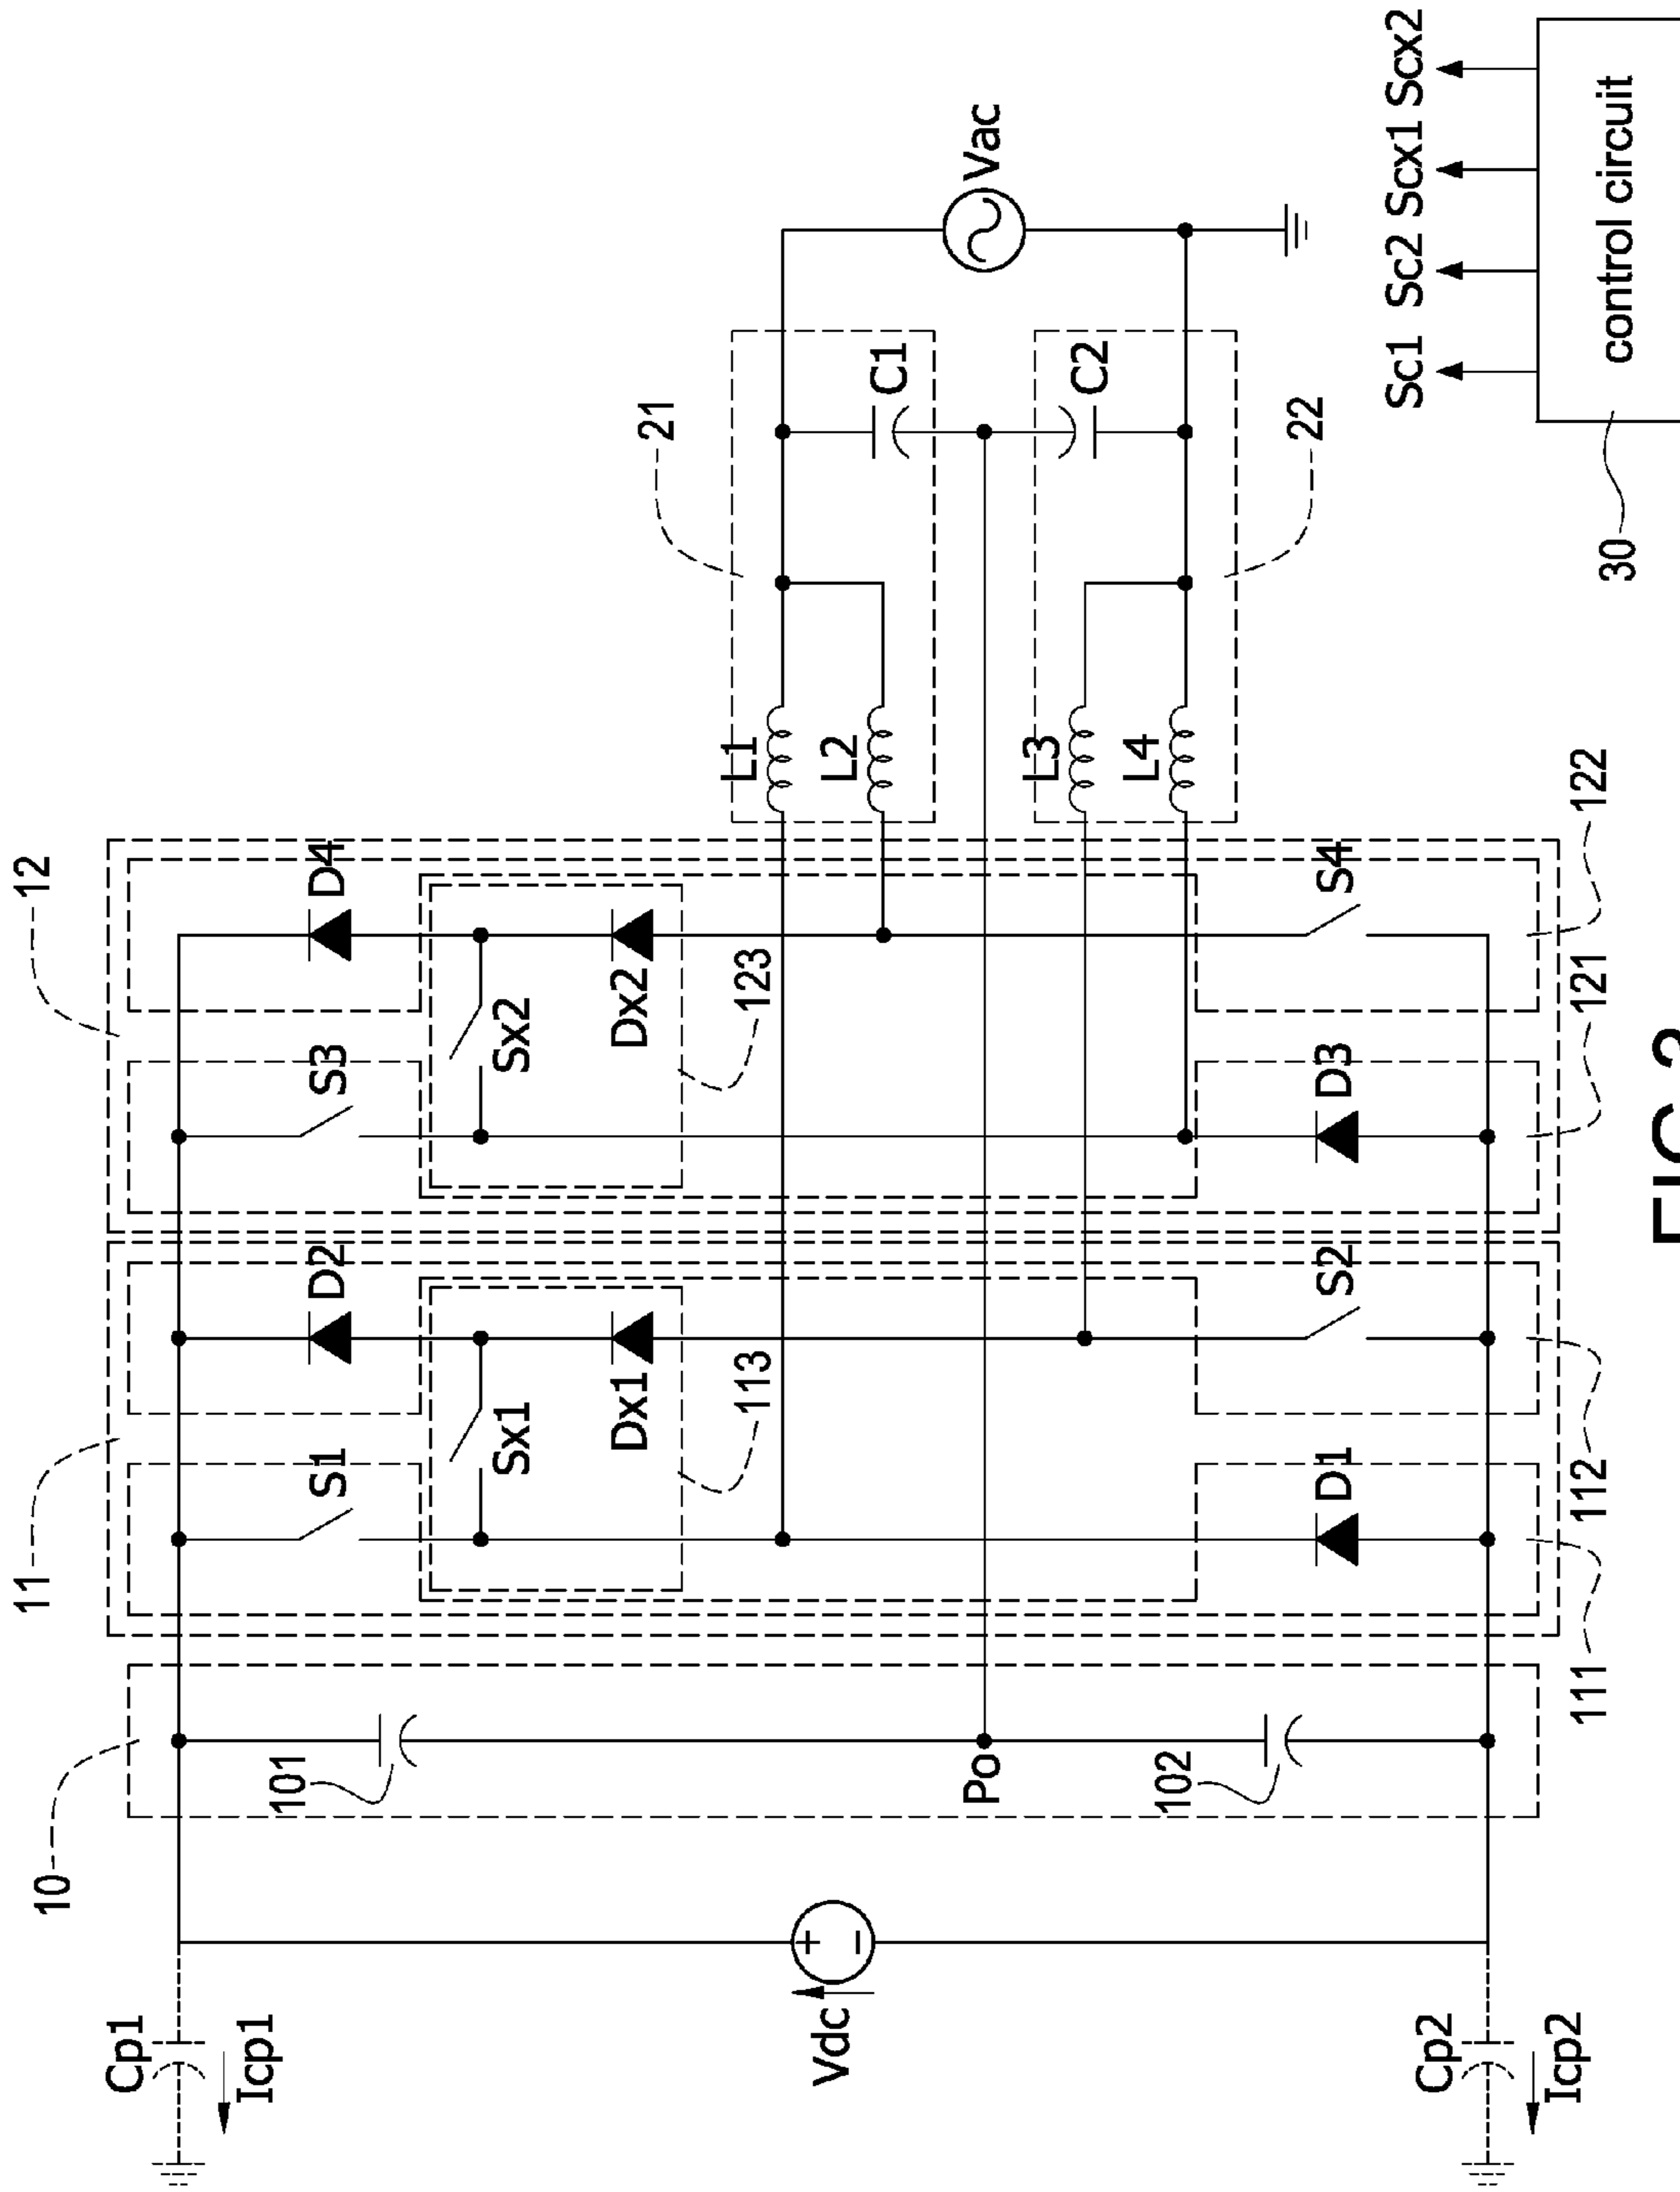 10
11
12
Cp1
Icp1
101
S1
D2
S3
D4
Sx1
Sx2
Dx1
Dx2
21
L1
113
123
Vdc
+
−
L2
C1
Po
Vac
L3
C2
L4
102
22
D1
S2
D3
S4
Sc1 Sc2 Scx1 Scx2
Cp2
Icp2
111
112
121
122
30
control circuit